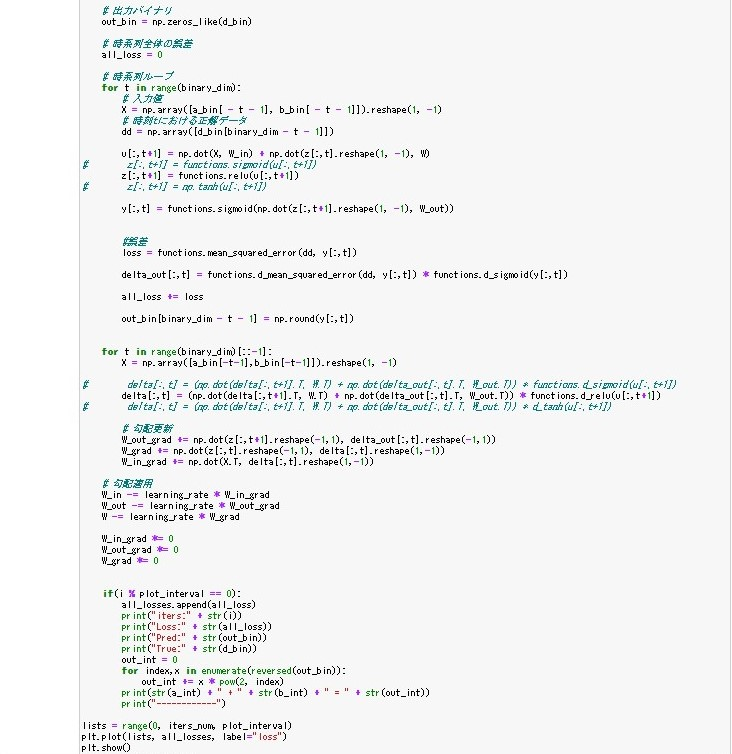 # 出力バイナリ
out_bin = np.zeros_like(d_bin)
# 時系列全体の誤差
all_loss = 0
# 時系列ループ
for t in range(binary_dim):
# 入力値
X = np.array([a_bin[ - t - 1], b_bin[ - t - 1]]).reshape(1, -1)
# 時刻tにおける正解データ
dd = np.array([d_bin[binary_dim - t - 1]])
u[:,t+1] = np.dot(X, W_in) + np.dot(z[:,t].reshape(1, -1), W)
# z[:,t+1] = functions.sigmoid(u[:,t+1])
z[:,t+1] = functions.relu(u[:,t+1])
# z[:,t+1] = np.tanh(u[:,t+1])
y[:,t] = functions.sigmoid(np.dot(z[:,t+1].reshape(1, -1), W_out))
#誤差
loss = functions.mean_squared_error(dd, y[:,t])
delta_out[:,t] = functions.d_mean_squared_error(dd, y[:,t]) * functions.d_sigmoid(y[:,t])
all_loss += loss
out_bin[binary_dim - t - 1] = np.round(y[:,t])
for t in range(binary_dim)[::-1]:
X = np.array([a_bin[-t-1],b_bin[-t-1]]).reshape(1, -1)
# delta[:,t] = (np.dot(delta[:,t+1].T, W.T) + np.dot(delta_out[:,t].T, W_out.T)) * functions.d_sigmoid(u[:,t+1])
delta[:,t] = (np.dot(delta[:,t+1].T, W.T) + np.dot(delta_out[:,t].T, W_out.T)) * functions.d_relu(u[:,t+1])
# delta[:,t] = (np.dot(delta[:,t+1].T, W.T) + np.dot(delta_out[:,t].T, W_out.T)) * d_tanh(u[:,t+1])
# 勾配更新
W_out_grad += np.dot(z[:,t+1].reshape(-1,1), delta_out[:,t].reshape(-1,1))
W_grad += np.dot(z[:,t].reshape(-1,1), delta[:,t].reshape(1,-1))
W_in_grad += np.dot(X.T, delta[:,t].reshape(1,-1))
# 勾配適用
W_in -= learning_rate * W_in_grad
W_out -= learning_rate * W_out_grad
W -= learning_rate * W_grad
W_in_grad *= 0
W_out_grad *= 0
W_grad *= 0
if(i % plot_interval == 0):
all_losses.append(all_loss)
print("iters:" + str(i))
print("Loss:" + str(all_loss))
print("Pred:" + str(out_bin))
print("True:" + str(d_bin))
out_int = 0
for index,x in enumerate(reversed(out_bin)):
out_int += x * pow(2, index)
print(str(a_int) + " + " + str(b_int) + " = " + str(out_int))
print("------------")
lists = range(0, iters_num, plot_interval)
plt.plot(lists, all_losses, label="loss")
plt.show()